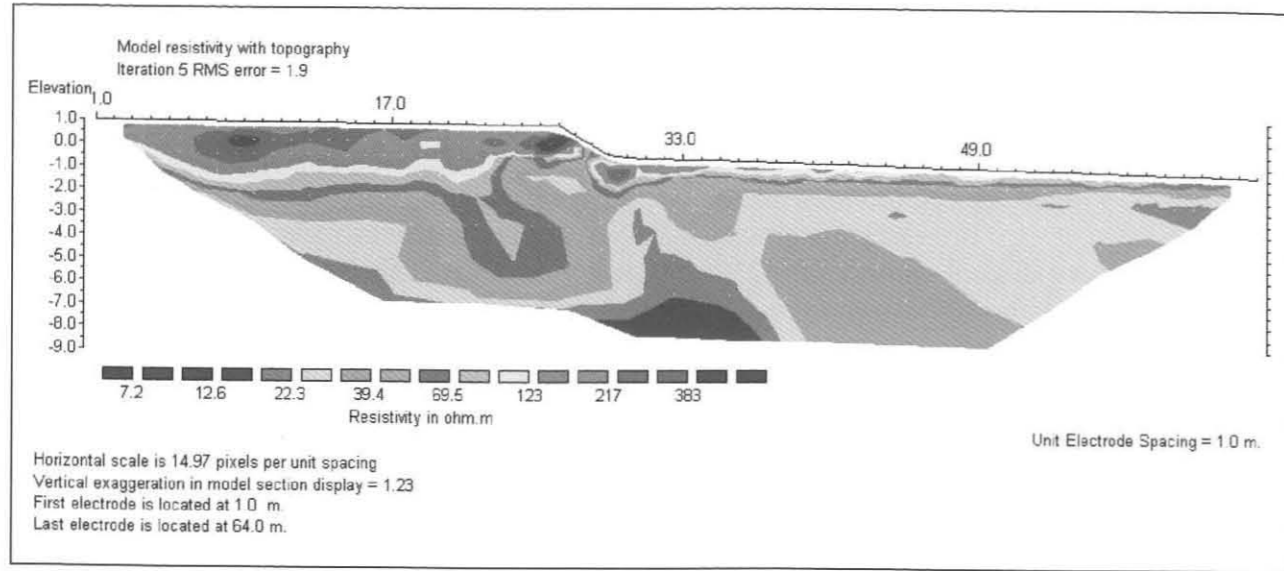 Model resistivity with topography
Iteration 5 RMS error = 1.9
Elevation
1.0
17.0
33.0
49.0
1.0
0.0
-1.0
-2.0
-3.0
-4.0
-5.0
-6.0
-7.0
-8.0
-9.0
7.2 12.6 22.3 39.4 69.5 123 217 383
Resistivity in ohm.m
Unit Electrode Spacing = 1.0 m.
Horizontal scale is 14.97 pixels per unit spacing
Vertical exaggeration in model section display = 1.23
First electrode is located at 1.0 m.
Last electrode is located at 64.0 m.